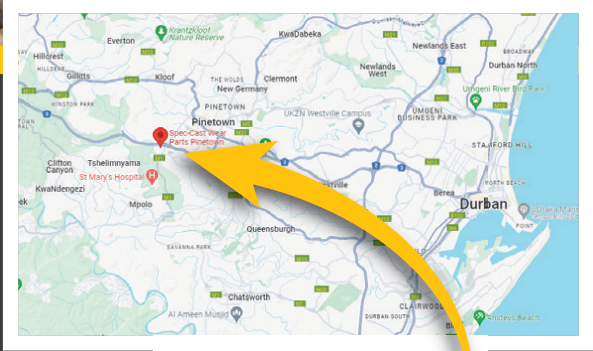 Krantzkloof
Nature Reserve
KwaDabeka
Everton
Newlands East
BROADWAY
Hillcrest
Durban North
Newlands
West
Gillitts
Kloof
THE WOLDS
Clermont
New Germany
Umgeni River Bird Park
WINSTON PARK
PINETOWN
UKZN Westville Campus
UMGENI
BUSINESS PARK
Pinetown
Spec-Cast Wear
Parts Pinetown
STAMFORD HILL
Clifton
Canyon
Tshelimnyama
St Mary's Hospital
KwaNdengezi
NORTH BEACH
Berea
Durban
Mpolo
POINT
Queensburgh
SAVANNA PARK
Chatsworth
Al Ameen Musjid
CLAIRWOOD
DURBAN SOUTH
Ansteys Beach